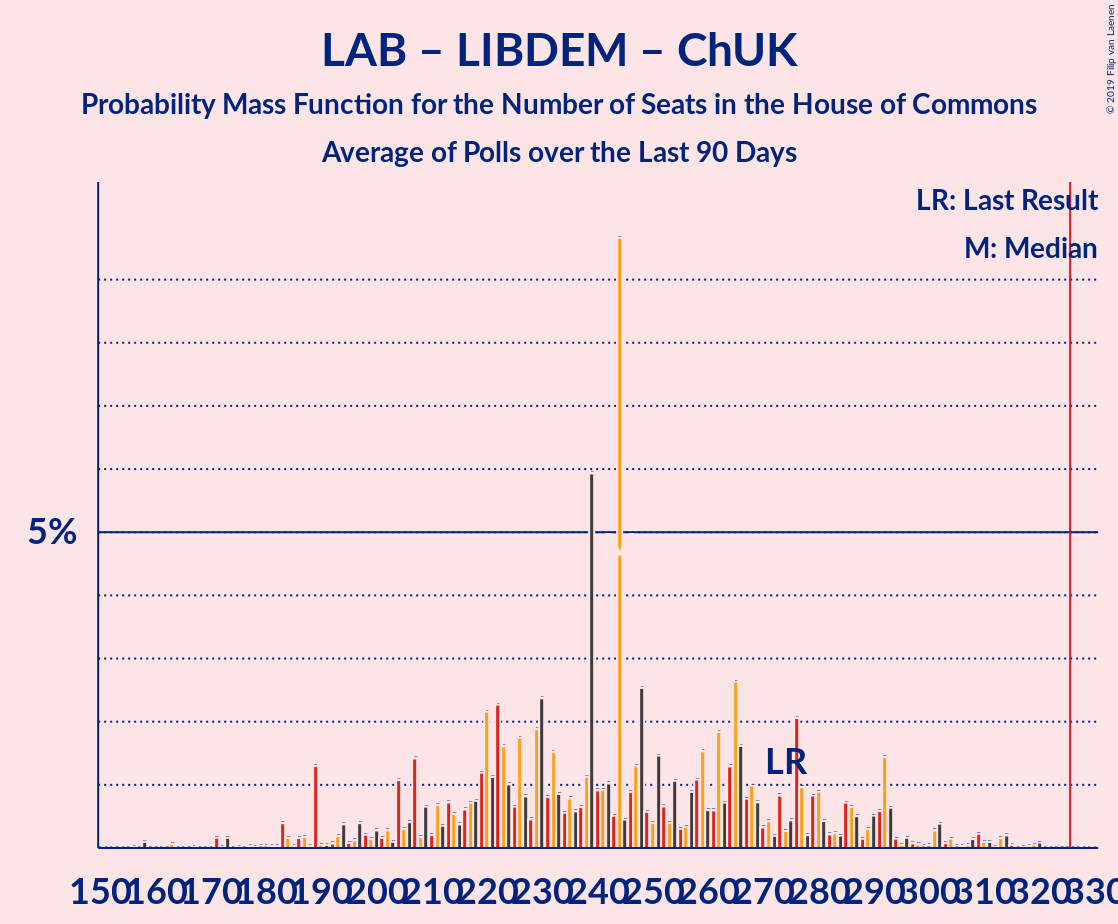 LAB – LIBDEM – ChUK
Probability Mass Function for the Number of Seats in the House of Commons
Average of Polls over the Last 90 Days
© 2019 Filip van Laenen
LR: Last Result
M: Median
5%
LR
150 160 170 180 190 200 210 220 230 240 250 260 270 280 290 300 310 320 330